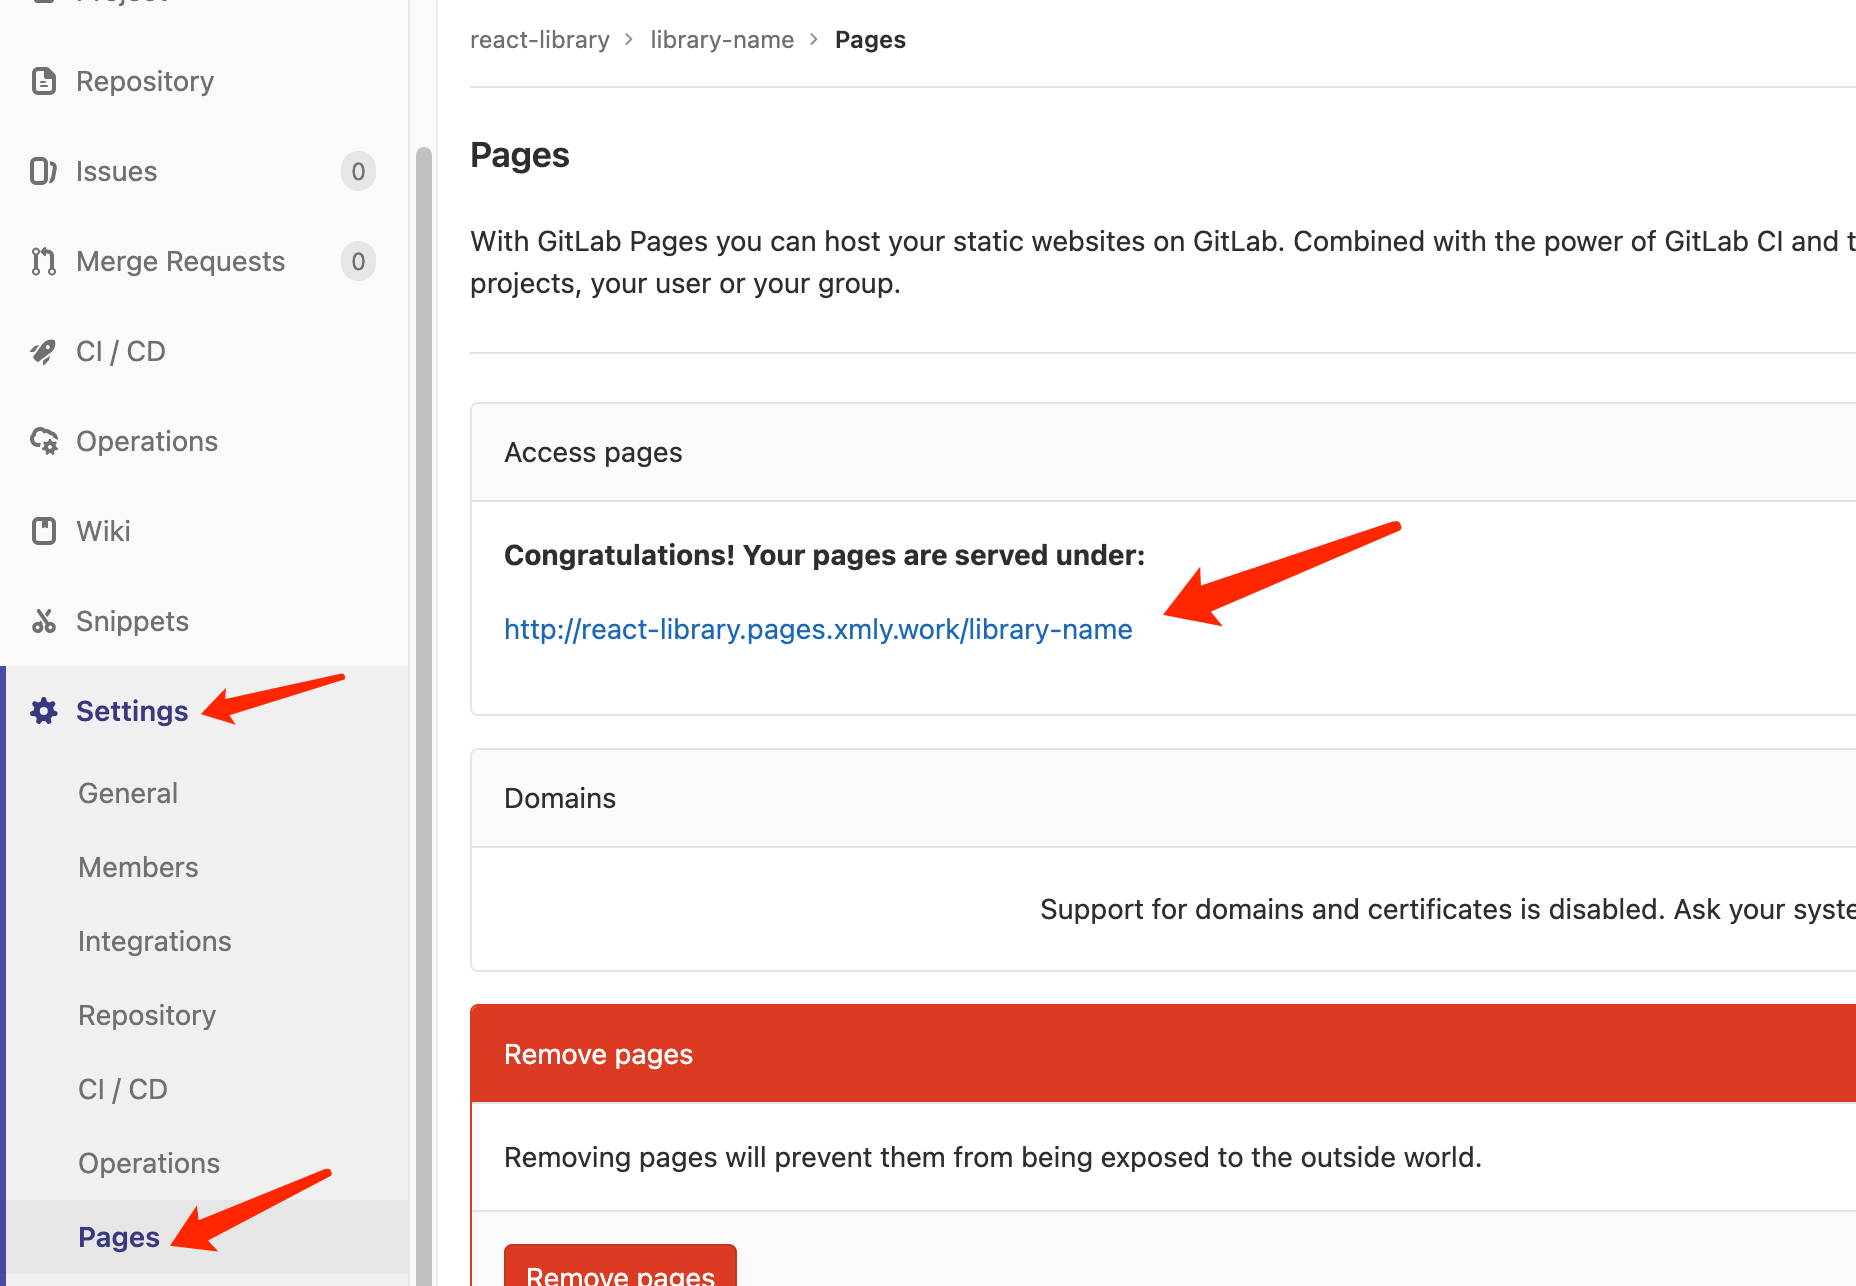 Project
Repository
Issues 0
Merge Requests 0
CI / CD
Operations
Wiki
Snippets
Settings
General
Members
Integrations
Repository
CI / CD
Operations
Pages
react-library > library-name > Pages
Pages
With GitLab Pages you can host your static websites on GitLab. Combined with the power of GitLab CI and t
projects, your user or your group.
Access pages
Congratulations! Your pages are served under:
http://react-library.pages.xmly.work/library-name
Domains
Support for domains and certificates is disabled. Ask your syste
Remove pages
Removing pages will prevent them from being exposed to the outside world.
Remove pages